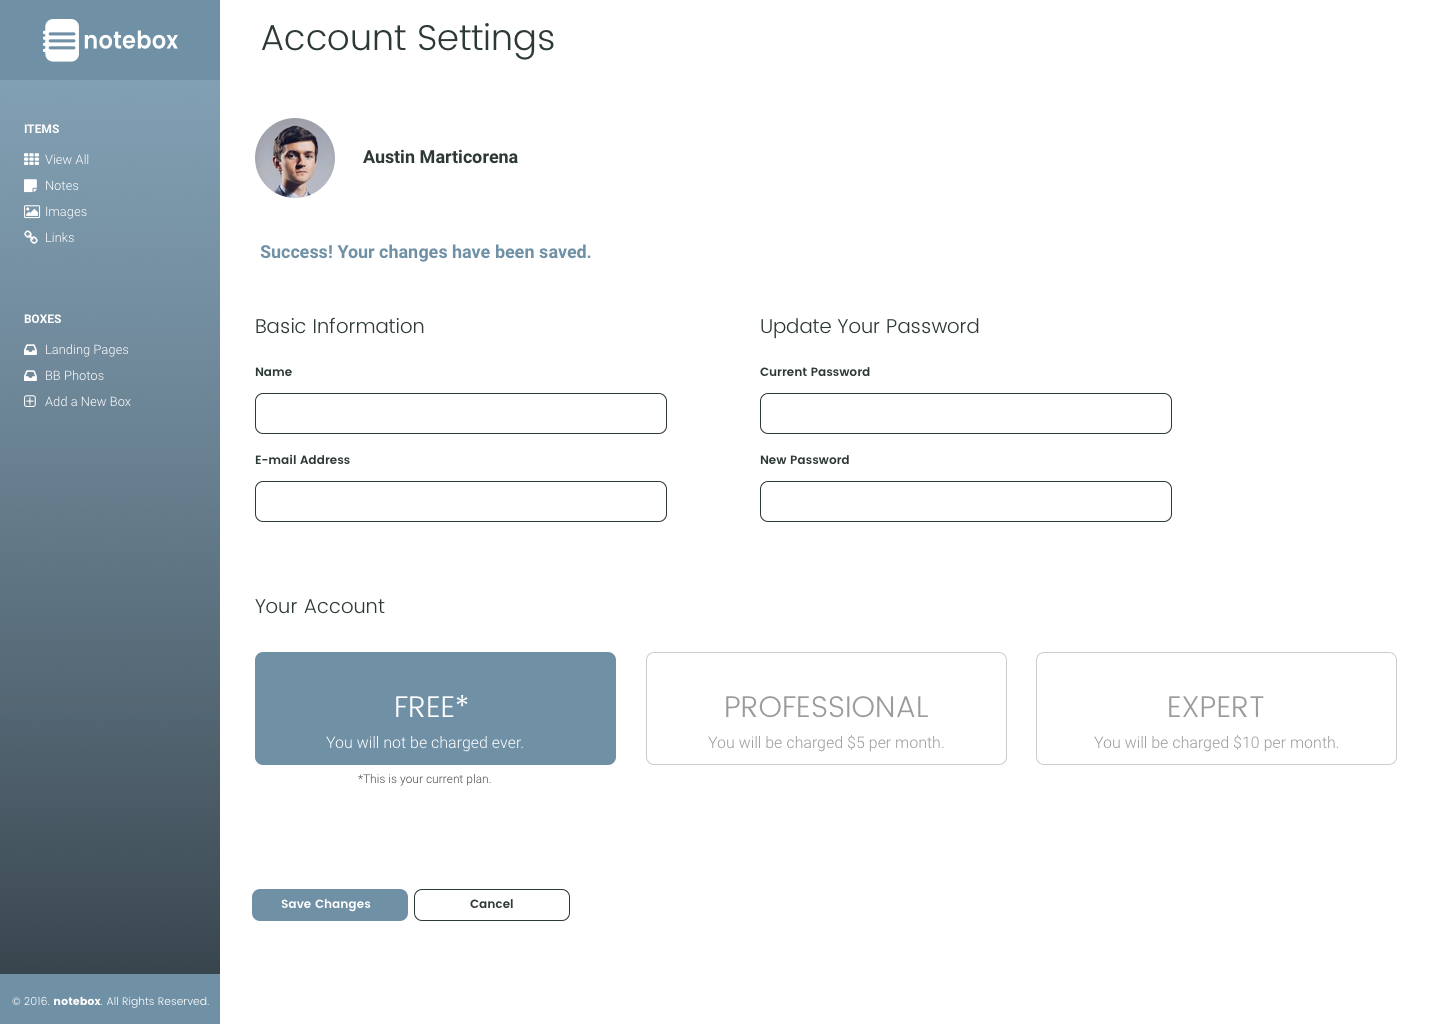 notebox
Account Settings
ITEMS
View All
Notes
Images
Links
BOXES
Landing Pages
BB Photos
Add a New Box
Austin Marticorena
Success! Your changes have been saved.
Basic Information
Name
E-mail Address
Update Your Password
Current Password
New Password
Your Account
FREE*
You will not be charged ever.
*This is your current plan.
PROFESSIONAL
You will be charged $5 per month.
EXPERT
You will be charged $10 per month.
Save Changes
Cancel
© 2016. notebox. All Rights Reserved.